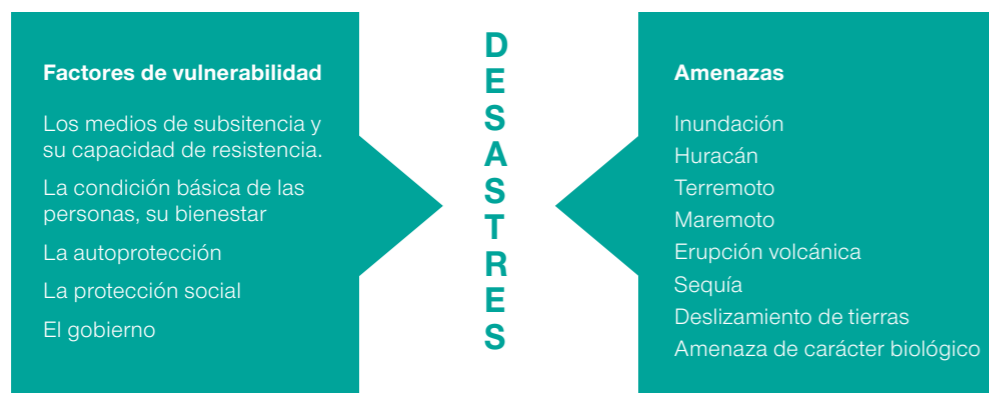 Factores de vulnerabilidad
Los medios de subsitencia y
su capacidad de resistencia.
La condición básica de las
personas, su bienestar
La autoprotección
La protección social
El gobierno
D
E
S
A
S
T
R
E
S
Amenazas
Inundación
Huracán
Terremoto
Maremoto
Erupción volcánica
Sequía
Deslizamiento de tierras
Amenaza de carácter biológico